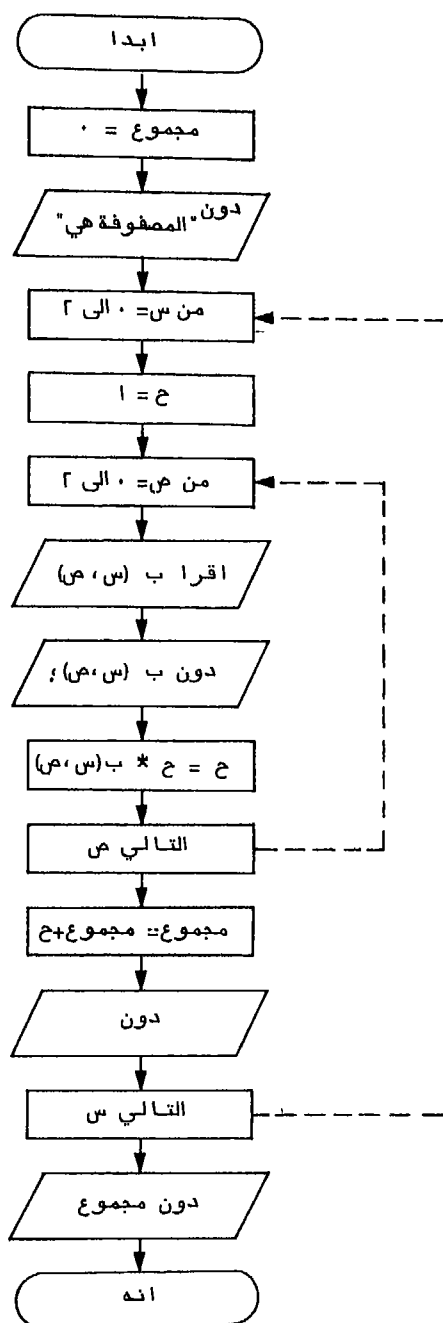 ابدا
مجموع = ٠
دون "المصفوفة هي"
من س= ٠ الى ٢
ح = ١
من ص= ٠ الى ٢
اقرا ب (س،ص)
دون ب (س،ص)؛
ح = ح * ب(س،ص)
التالي ص
مجموع= مجموع+ح
دون
التالي س
دون مجموع
انه